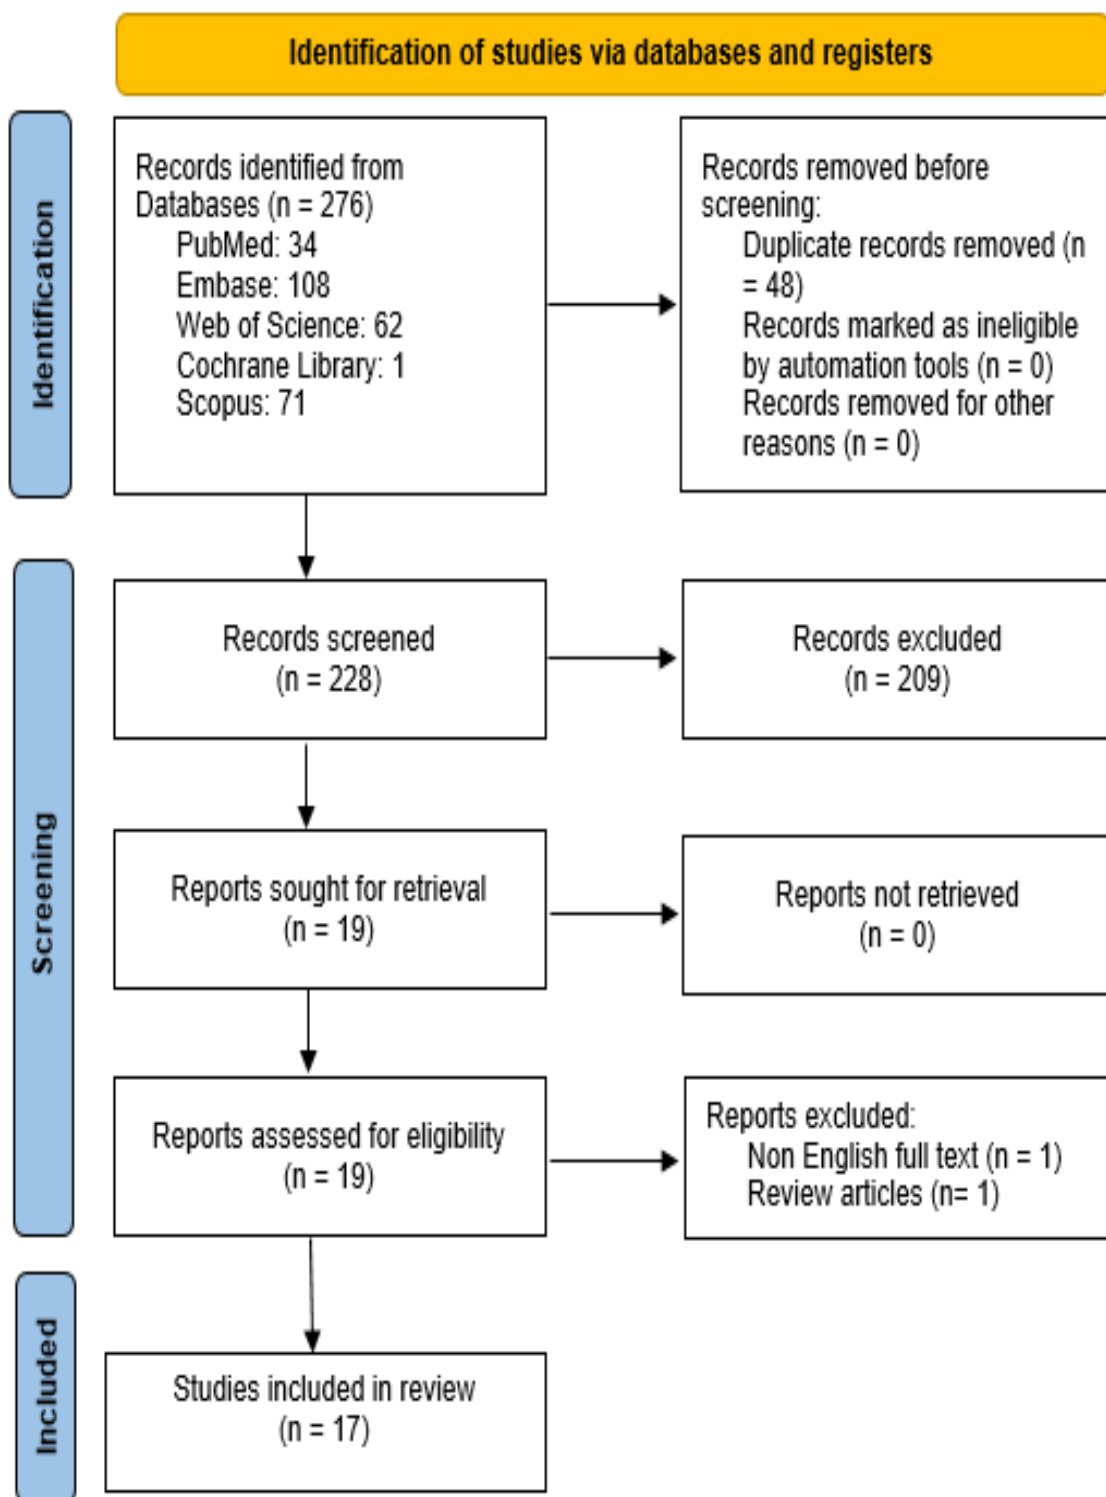 Identification of studies via databases and registers
Identification
Records identified from
Databases (n = 276)
PubMed: 34
Embase: 108
Web of Science: 62
Cochrane Library: 1
Scopus: 71
Records removed before
screening:
Duplicate records removed (n
= 48)
Records marked as ineligible
by automation tools (n = 0)
Records removed for other
reasons (n = 0)
Screening
Records screened
(n = 228)
Records excluded
(n = 209)
Reports sought for retrieval
(n = 19)
Reports not retrieved
(n = 0)
Reports assessed for eligibility
(n = 19)
Reports excluded:
Non English full text (n = 1)
Review articles (n= 1)
Included
Studies included in review
(n = 17)